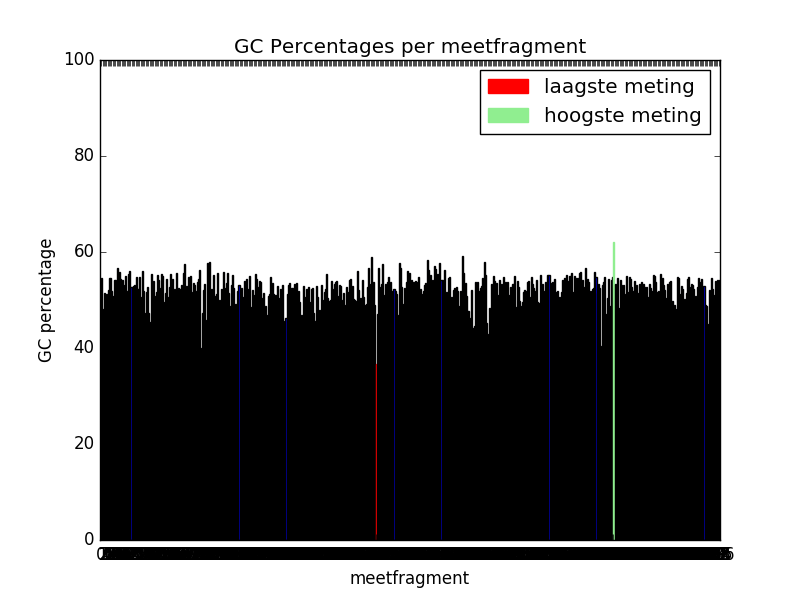 GC Percentages per meetfragment
laagste meting
hoogste meting
GC percentage
100
80
60
40
20
0
meetfragment